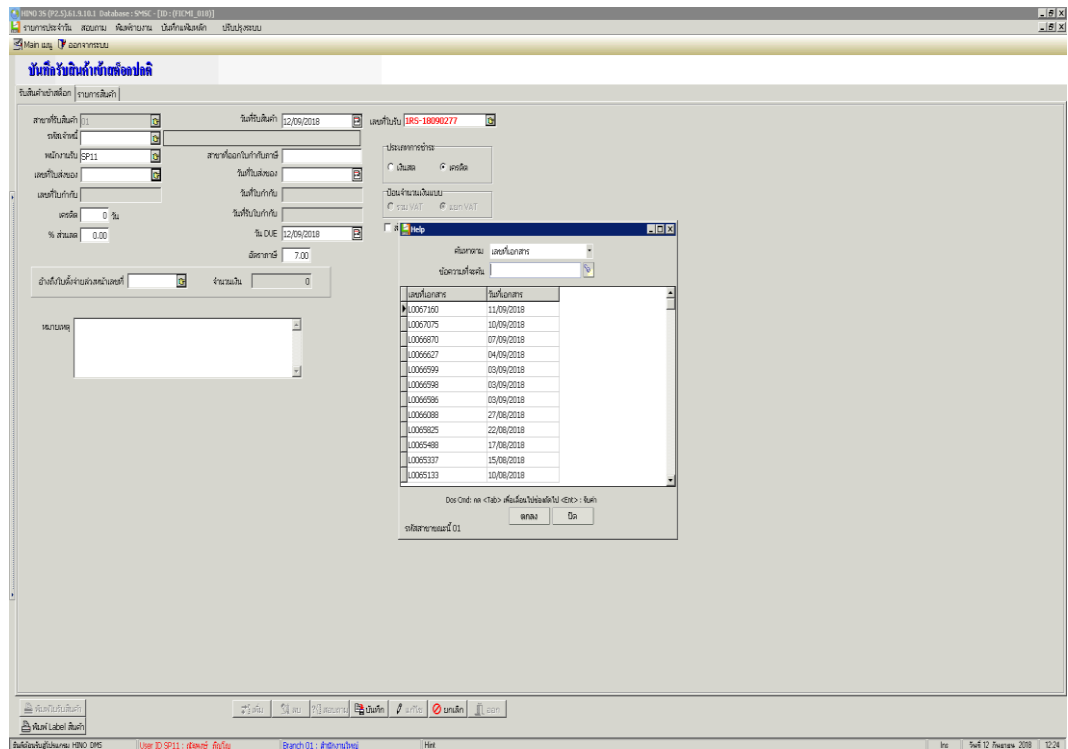 HINO 3S (P2.5).61.9.10.1 Database : SMSC - [ID : (FICMI_018)]
รายการประจำวัน สอบถาม พิมพ์รายงาน บันทึกแฟ้มหลัก ปรับปรุงระบบ
Main เมนู ออกจากระบบ
บันทึกรับสินค้าเข้าสต็อกปกติ
รับสินค้าเข้าสต็อก รายการสินค้า
สาขาที่รับสินค้า 01 วันที่รับสินค้า 12/09/2018 เลขที่ใบรับ 1RS-18090277
รหัสเจ้าหนี้
ประเภทการชำระ
พนักงานรับ SP11 สาขาที่ออกใบกำกับภาษี
เงินสด เครดิต
เลขที่ใบส่งของ วันที่ใบส่งของ
เลขที่ใบกำกับ วันที่ใบกำกับ ป้อนจำนวนเงินแบบ
รวม VAT แยก VAT
เครดิต 0 วัน วันที่รับใบกำกับ
% ส่วนลด 0.00 วัน DUE 12/09/2018
อัตราภาษี 7.00
อ้างถึงใบสั่งจ่ายล่วงหน้าเลขที่ จำนวนเงิน 0
หมายเหตุ
Help
ค้นหาตาม เลขที่เอกสาร
ข้อความที่จะค้น
เลขที่เอกสาร วันที่เอกสาร
L0067160 11/09/2018
L0067075 10/09/2018
L0066870 07/09/2018
L0066627 04/09/2018
L0066599 03/09/2018
L0066598 03/09/2018
L0066586 03/09/2018
L0066088 27/08/2018
L0065825 22/08/2018
L0065488 17/08/2018
L0065337 15/08/2018
L0065133 10/08/2018
Dos Cmd: กด <Tab> เพื่อเลื่อนไปช่องถัดไป <Ent> : รับค่า
ตกลง ปิด
รหัสสาขาขณะนี้ 01
พิมพ์ใบรับสินค้า เพิ่ม ลบ สอบถาม บันทึก แก้ไข ยกเลิก ออก
พิมพ์ Label สินค้า
ยินดีต้อนรับสู่โปรแกรม HINO DMS User ID SP11 : Branch 01 : สำนักงานใหญ่ Hint Ins วันที่ 12 กันยายน 2018 12:24